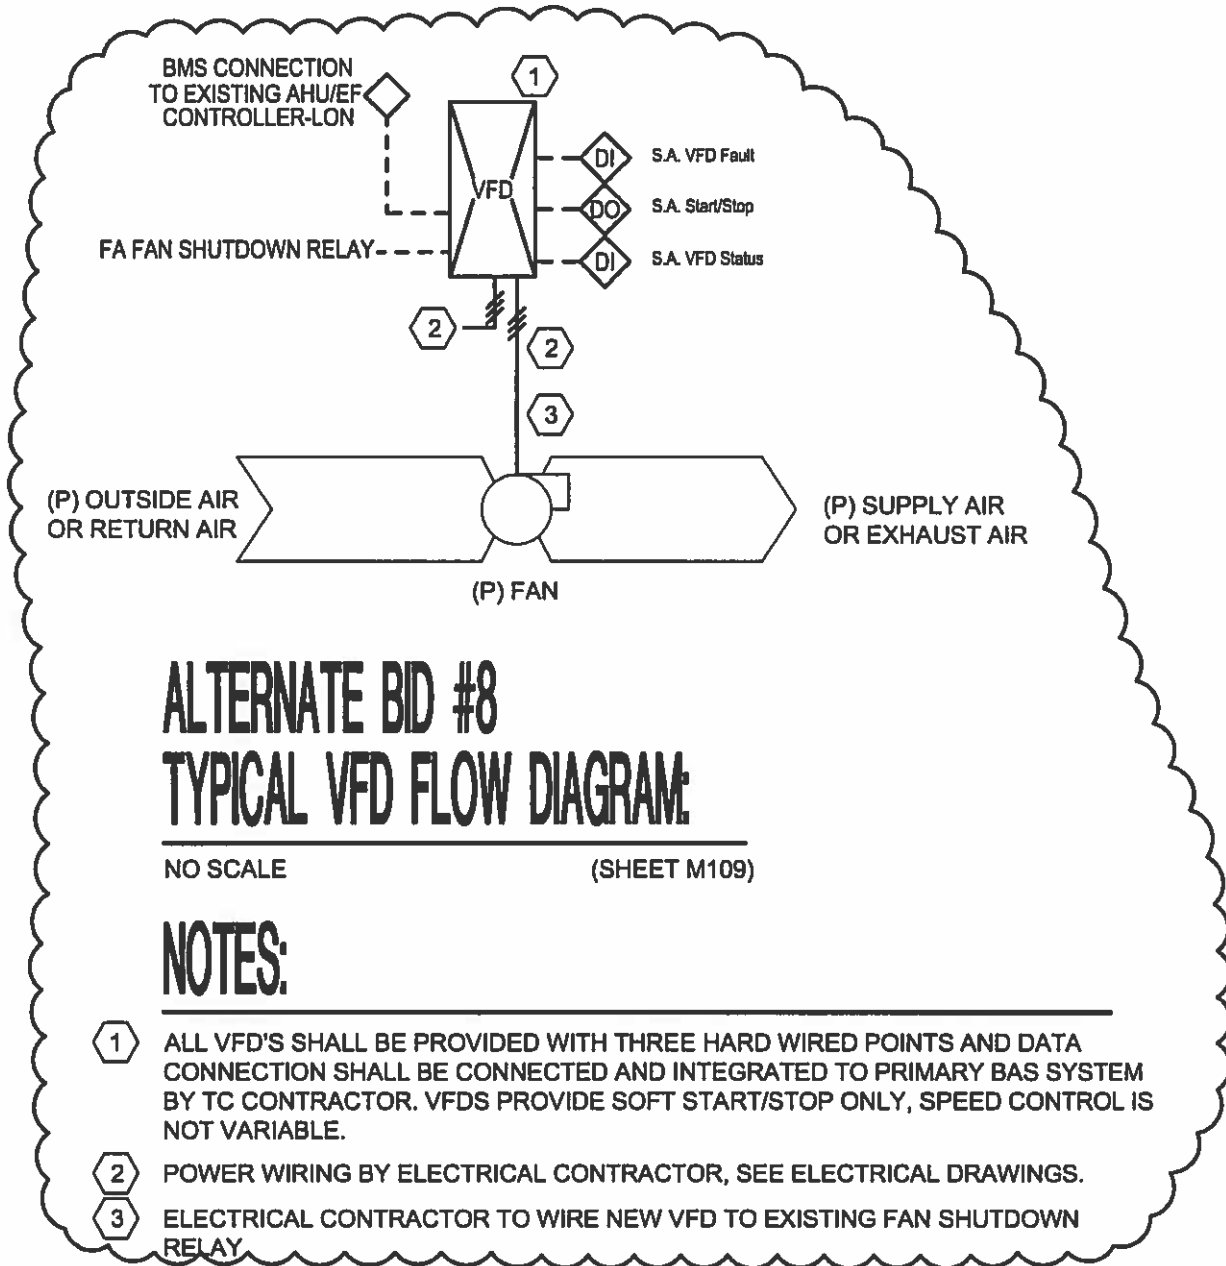 BMS CONNECTION
TO EXISTING AHU/EF
CONTROLLER-LON
1
DI
S.A. VFD Fault
VFD
DO
S.A. Start/Stop
FA FAN SHUTDOWN RELAY
DI
S.A. VFD Status
2
2
3
(P) OUTSIDE AIR
OR RETURN AIR
(P) SUPPLY AIR
OR EXHAUST AIR
(P) FAN
ALTERNATE BID #8
TYPICAL VFD FLOW DIAGRAM:
NO SCALE
(SHEET M109)
NOTES:
1 ALL VFD'S SHALL BE PROVIDED WITH THREE HARD WIRED POINTS AND DATA
CONNECTION SHALL BE CONNECTED AND INTEGRATED TO PRIMARY BAS SYSTEM
BY TC CONTRACTOR. VFDS PROVIDE SOFT START/STOP ONLY, SPEED CONTROL IS
NOT VARIABLE.
2 POWER WIRING BY ELECTRICAL CONTRACTOR, SEE ELECTRICAL DRAWINGS.
3 ELECTRICAL CONTRACTOR TO WIRE NEW VFD TO EXISTING FAN SHUTDOWN
RELAY